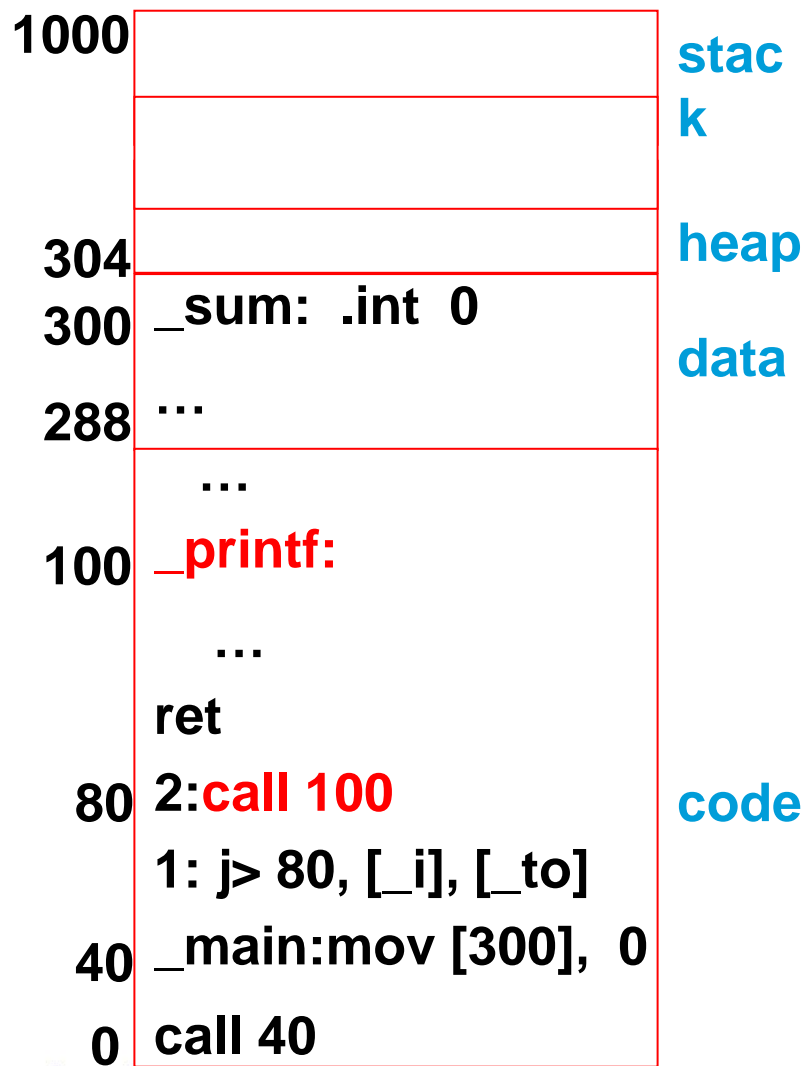 1000
stac
k
304
heap
300 _sum: .int 0
data
288 …
…
100 _printf:
…
ret
80 2:call 100
code
1: j> 80, [_i], [_to]
40 _main:mov [300], 0
0 call 40